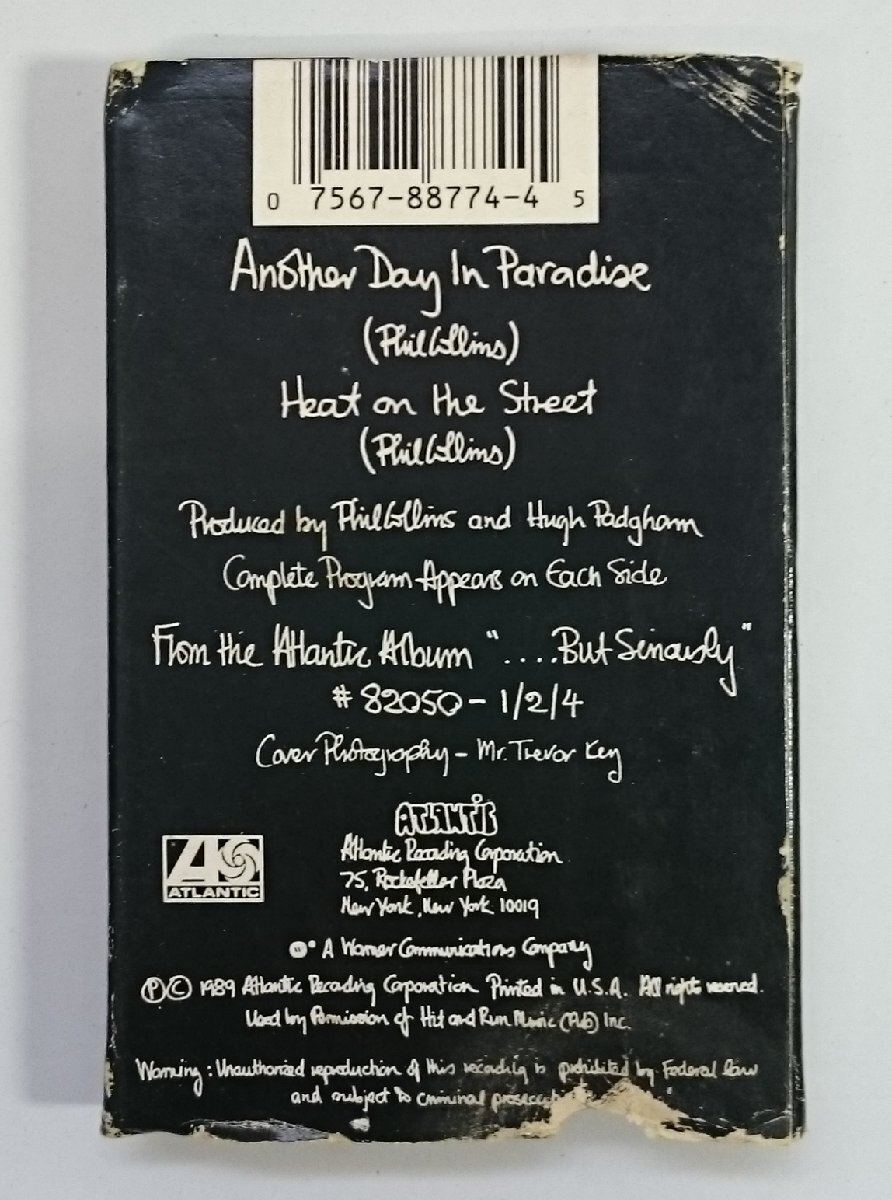 0 7567-88774-4 5
Another Day In Paradise
(Phil Collins)
Heat on the Street
(Phil Collins)
Produced by Phil Collins and Hugh Padgham
Complete Program Appears on Each Side
From the Atlantic Album "....But Seriously"
# 82050 - 1/2/4
Cover Photography - Mr. Trevor Key
ATLANTIC
Atlantic Recording Corporation
75, Rockefeller Plaza
New York, New York 10019
ATLANTIC
A Warner Communications Company
℗© 1989 Atlantic Recording Corporation Printed in U.S.A. All rights reserved.
Used by Permission of Hit and Run Music (Pub) Inc.
Warning: Unauthorized reproduction of this recording is prohibited by Federal law
and subject to criminal